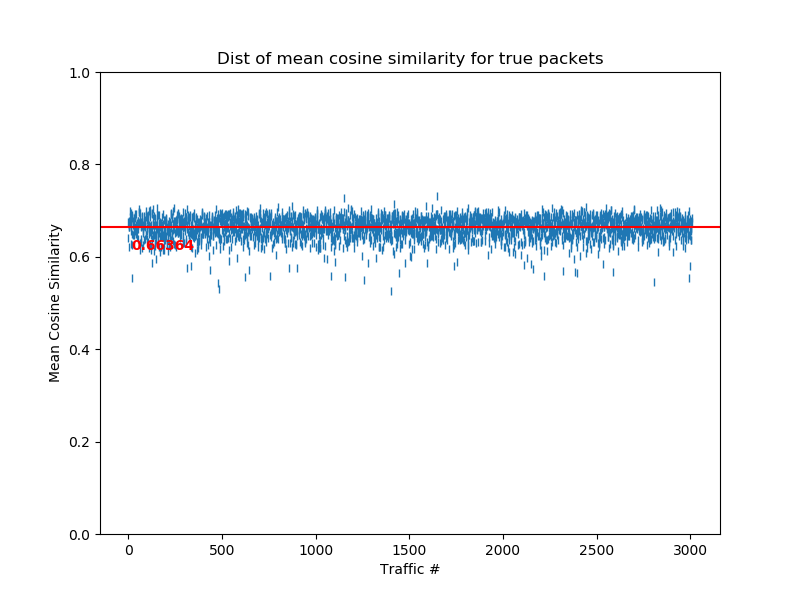 Dist of mean cosine similarity for true packets
1.0
0.8
0.6
0.4
0.2
0.0
Mean Cosine Similarity
0.66364
0 500 1000 1500 2000 2500 3000
Traffic #